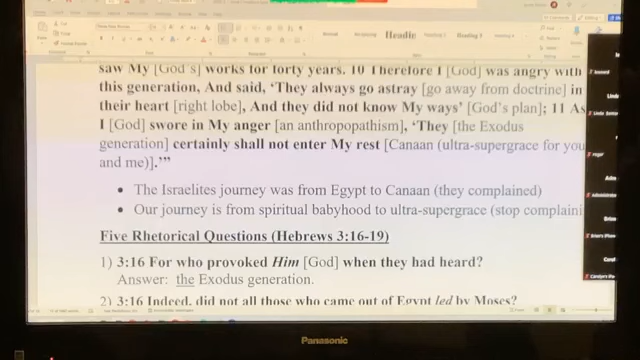 Headin
saw My [God's] works for forty years. 10 Therefore I [God] was angry with
this generation, And said, 'They always go astray [go away from doctrine] in
their heart [right lobe], And they did not know My ways' [God's plan]; 11 As
I [God] swore in My anger [an anthropopathism], 'They [the Exodus
generation] certainly shall not enter My rest [Canaan (ultra-supergrace for you
and me)].'"
• The Israelites journey was from Egypt to Canaan (they complained)
• Our journey is from spiritual babyhood to ultra-supergrace (stop complaini
Five Rhetorical Questions (Hebrews 3:16-19)
1) 3:16 For who provoked Him [God] when they had heard?
Answer: the Exodus generation.
2) 3:16 Indeed, did not all those who came out of Egypt led by Moses?
Panasonic